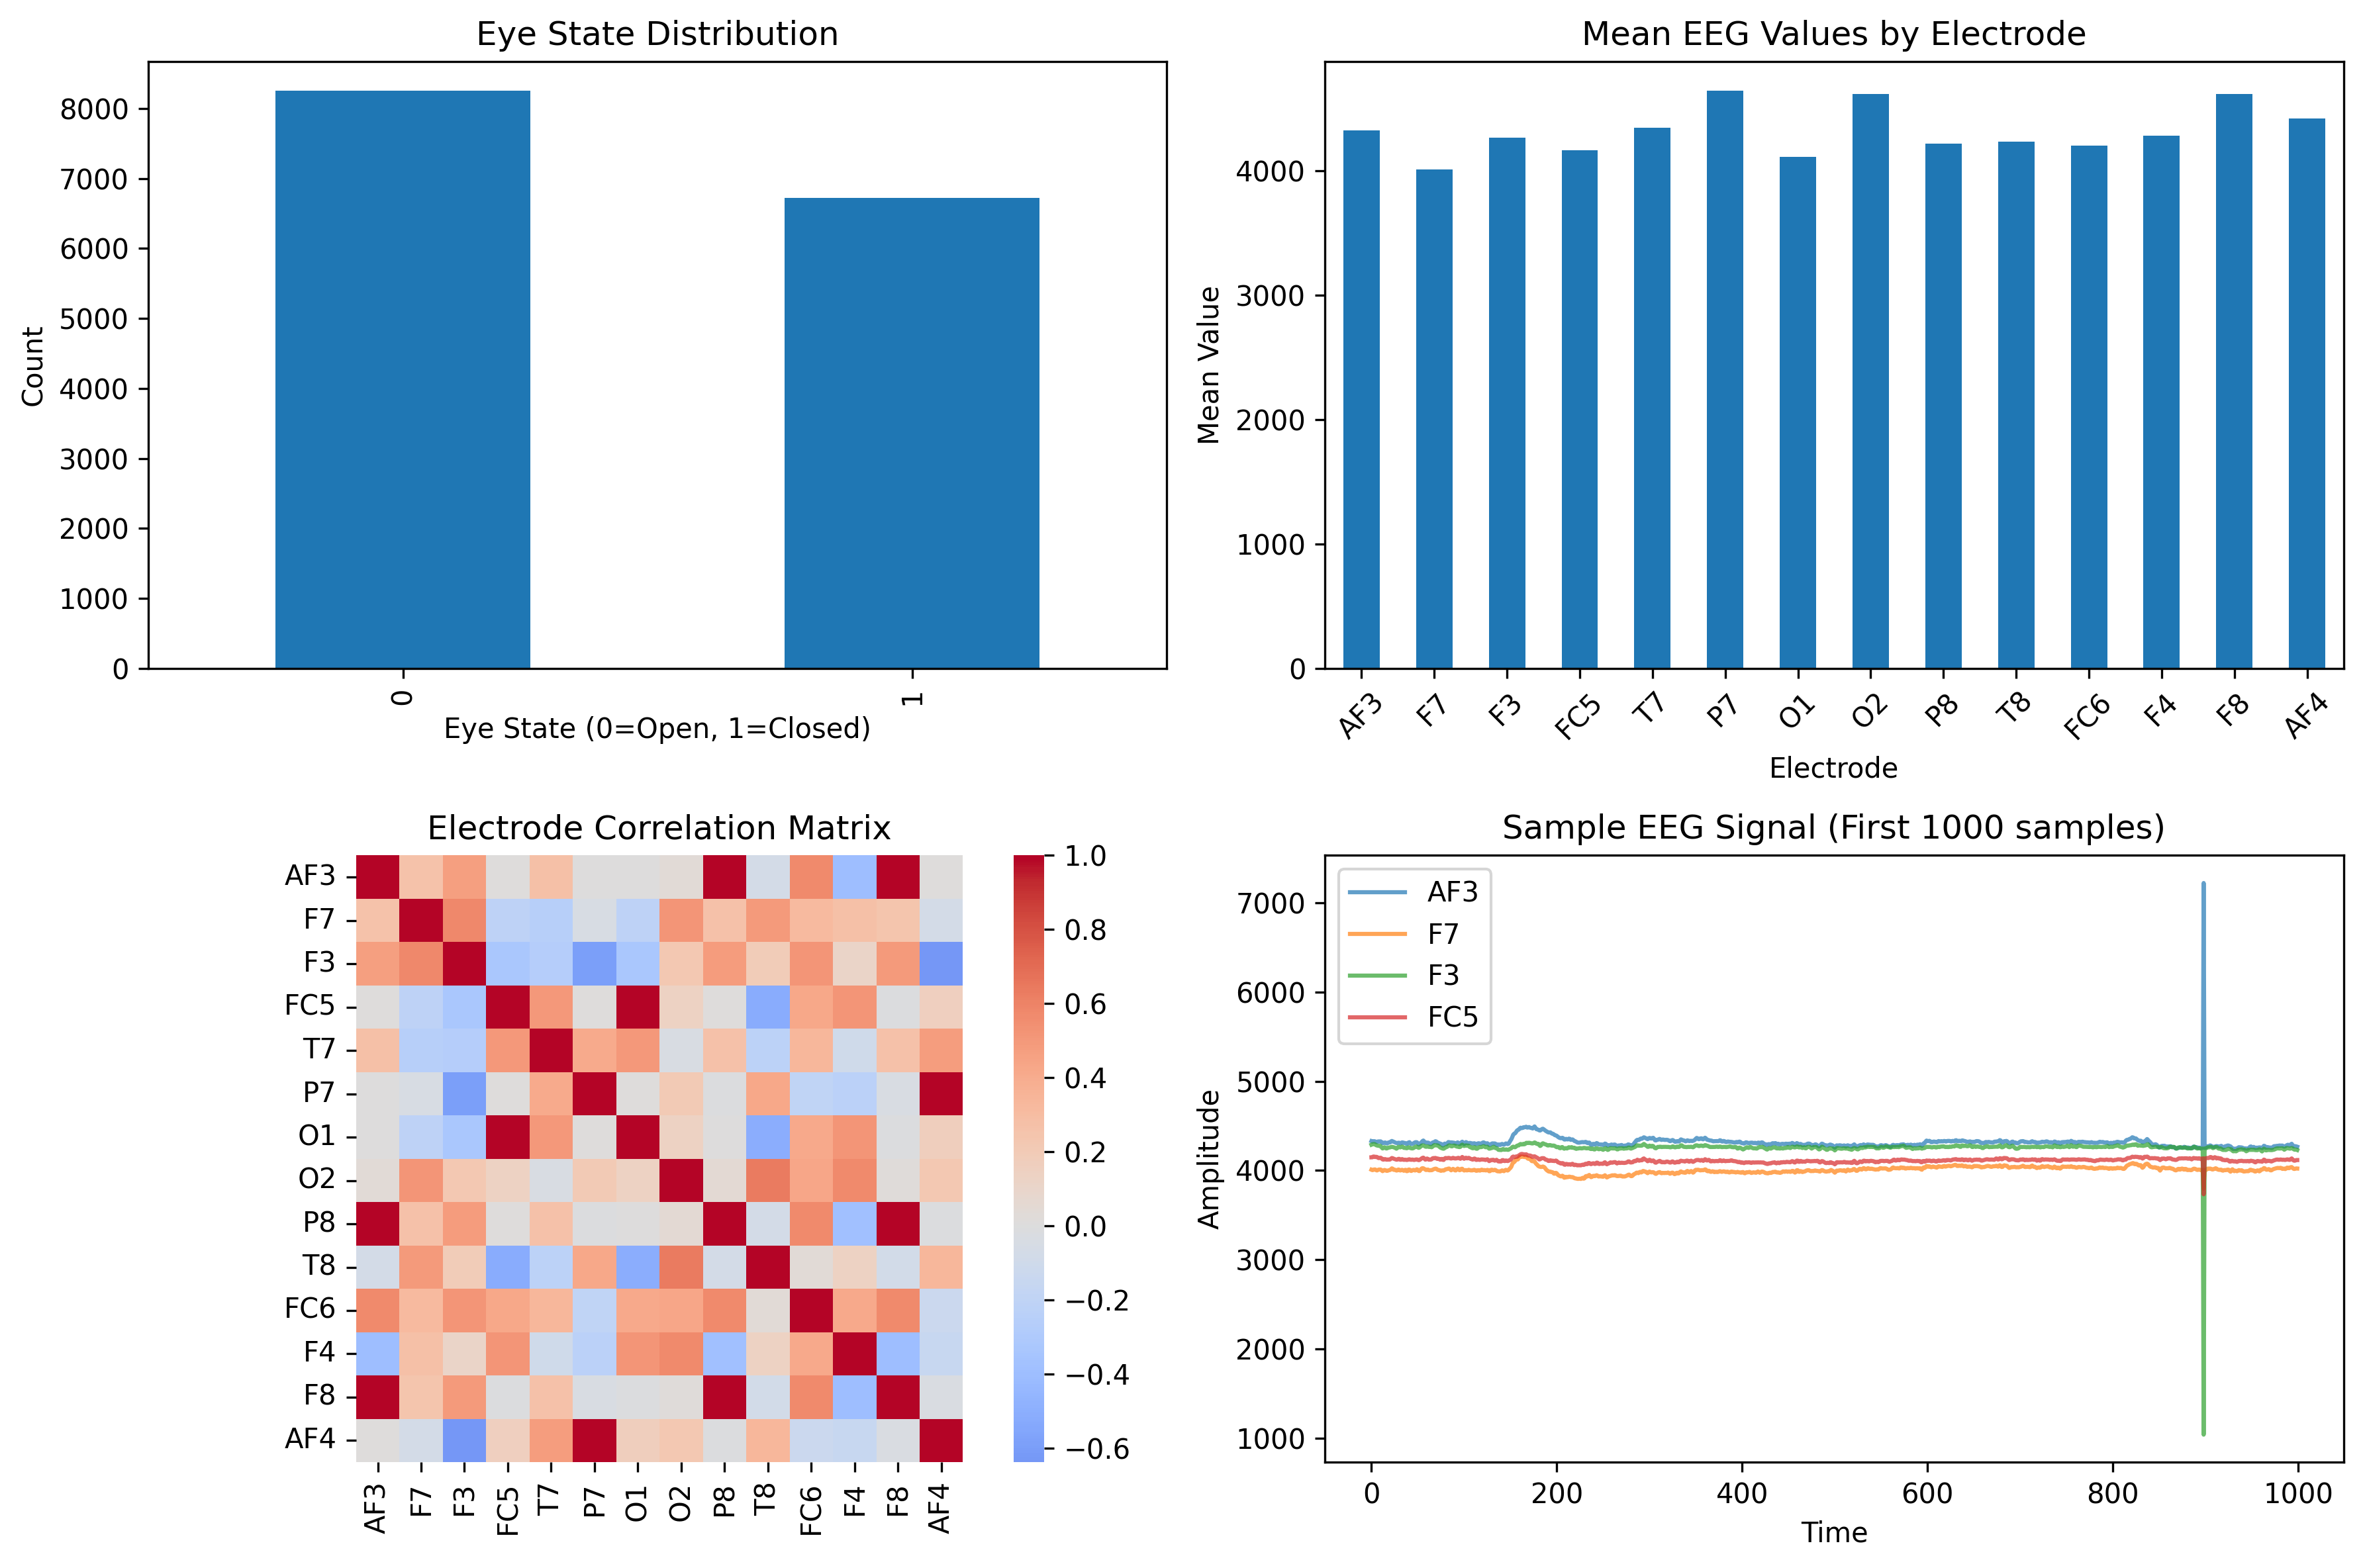 Eye State Distribution
Count
8000
7000
6000
5000
4000
3000
2000
1000
0
0
1
Eye State (0=Open, 1=Closed)
Mean EEG Values by Electrode
Mean Value
4000
3000
2000
1000
0
AF3
F7
F3
FC5
T7
P7
O1
O2
P8
T8
FC6
F4
F8
AF4
Electrode
Electrode Correlation Matrix
AF3
F7
F3
FC5
T7
P7
O1
O2
P8
T8
FC6
F4
F8
AF4
AF3
F7
F3
FC5
T7
P7
O1
O2
P8
T8
FC6
F4
F8
AF4
1.0
0.8
0.6
0.4
0.2
0.0
−0.2
−0.4
−0.6
Sample EEG Signal (First 1000 samples)
AF3
F7
F3
FC5
Amplitude
7000
6000
5000
4000
3000
2000
1000
0
200
400
600
800
1000
Time